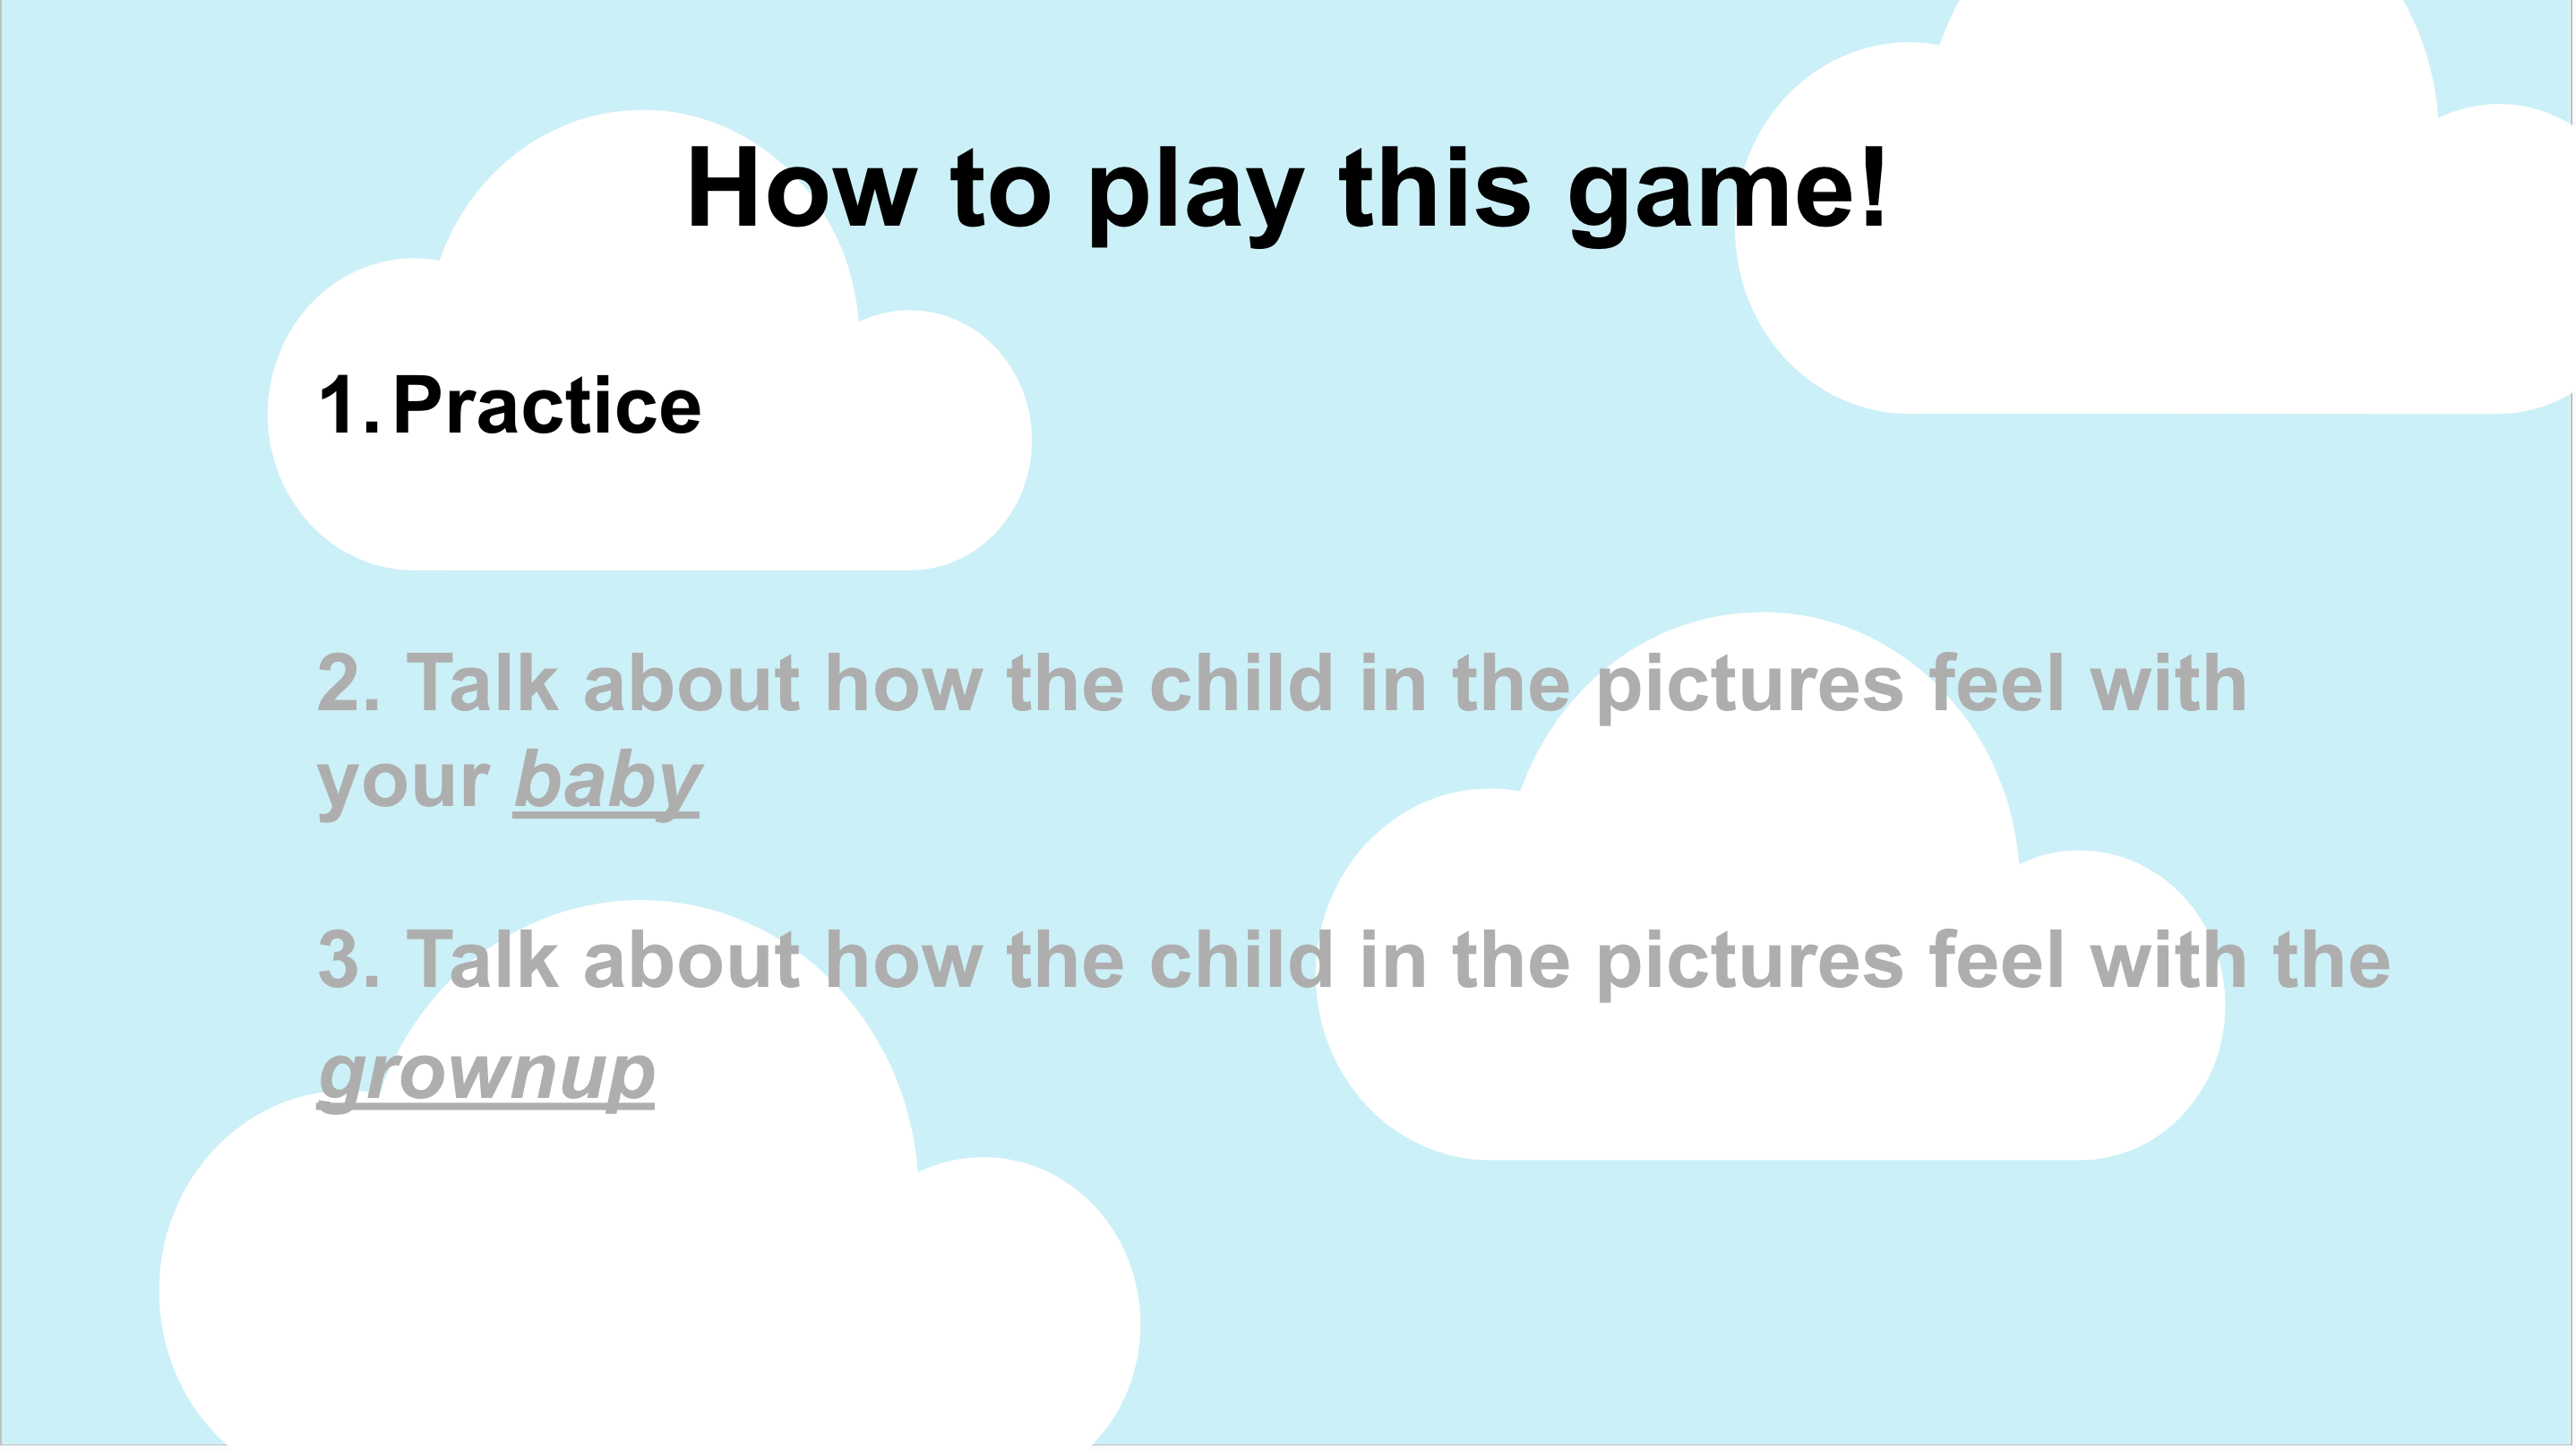 How to play this game!
1. Practice
2. Talk about how the child in the pictures feel with
your baby
3. Talk about how the child in the pictures feel with the
grownup